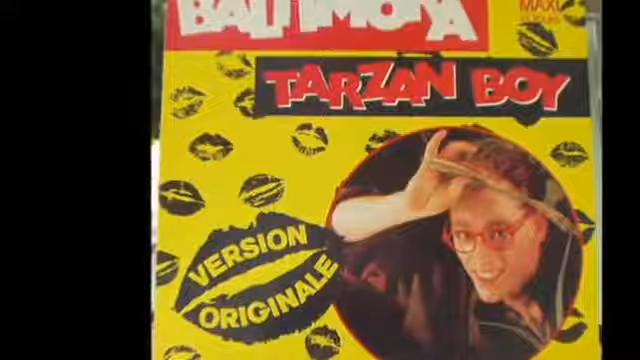 BALTIMORA
MAXI
TARZAN BOY
VERSION
ORIGINALE